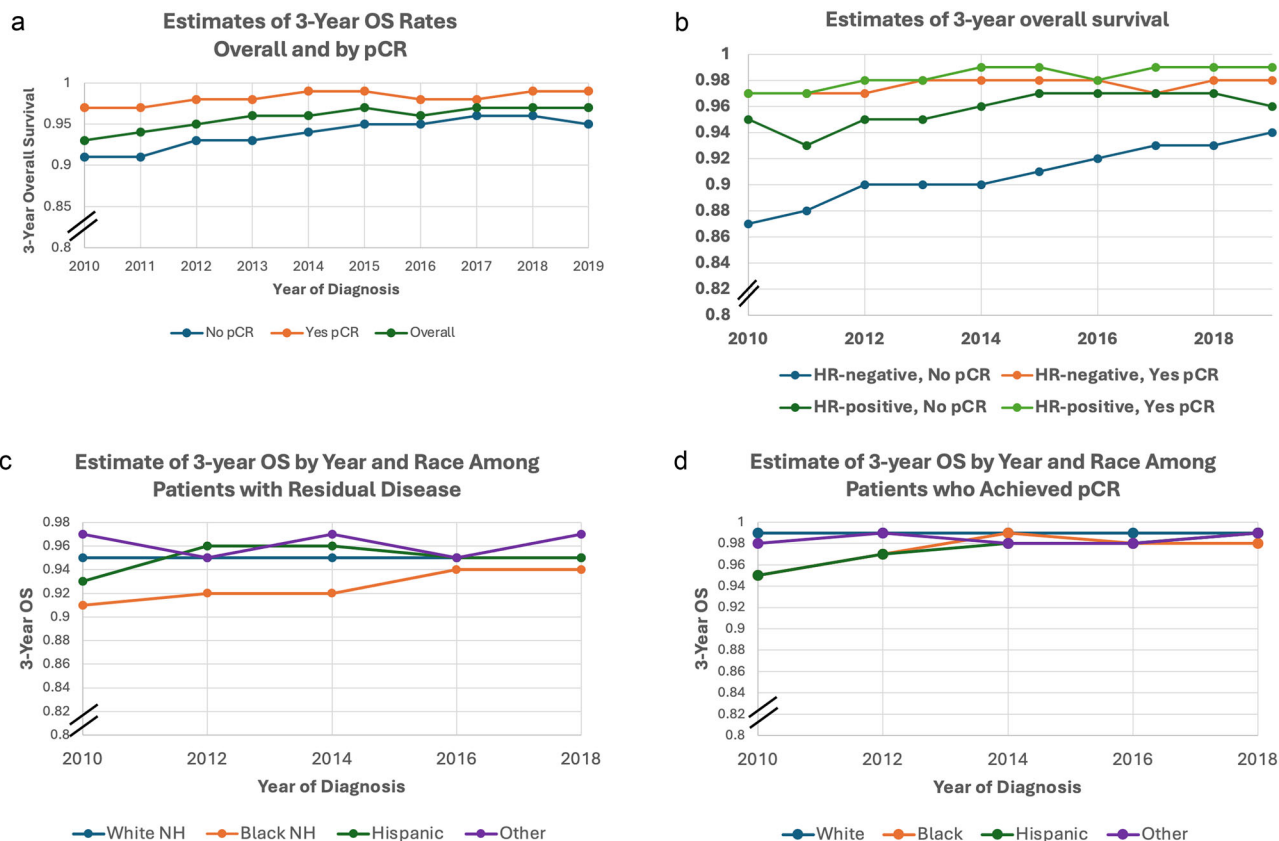 a
Estimates of 3-Year OS Rates
Overall and by pCR
3-Year Overall Survival
1
0.95
0.9
0.85
0.8
2010 2011 2012 2013 2014 2015 2016 2017 2018 2019
Year of Diagnosis
No pCR Yes pCR Overall
b
Estimates of 3-year overall survival
1
0.98
0.96
0.94
0.92
0.9
0.88
0.86
0.84
0.82
0.8
2010 2012 2014 2016 2018
HR-negative, No pCR HR-negative, Yes pCR
HR-positive, No pCR HR-positive, Yes pCR
c
Estimate of 3-year OS by Year and Race Among
Patients with Residual Disease
3-Year OS
0.98
0.96
0.94
0.92
0.9
0.88
0.86
0.84
0.82
0.8
2010 2012 2014 2016 2018
Year of Diagnosis
White NH Black NH Hispanic Other
d
Estimate of 3-year OS by Year and Race Among
Patients who Achieved pCR
3-Year OS
1
0.98
0.96
0.94
0.92
0.9
0.88
0.86
0.84
0.82
0.8
2010 2012 2014 2016 2018
Year of Diagnosis
White Black Hispanic Other